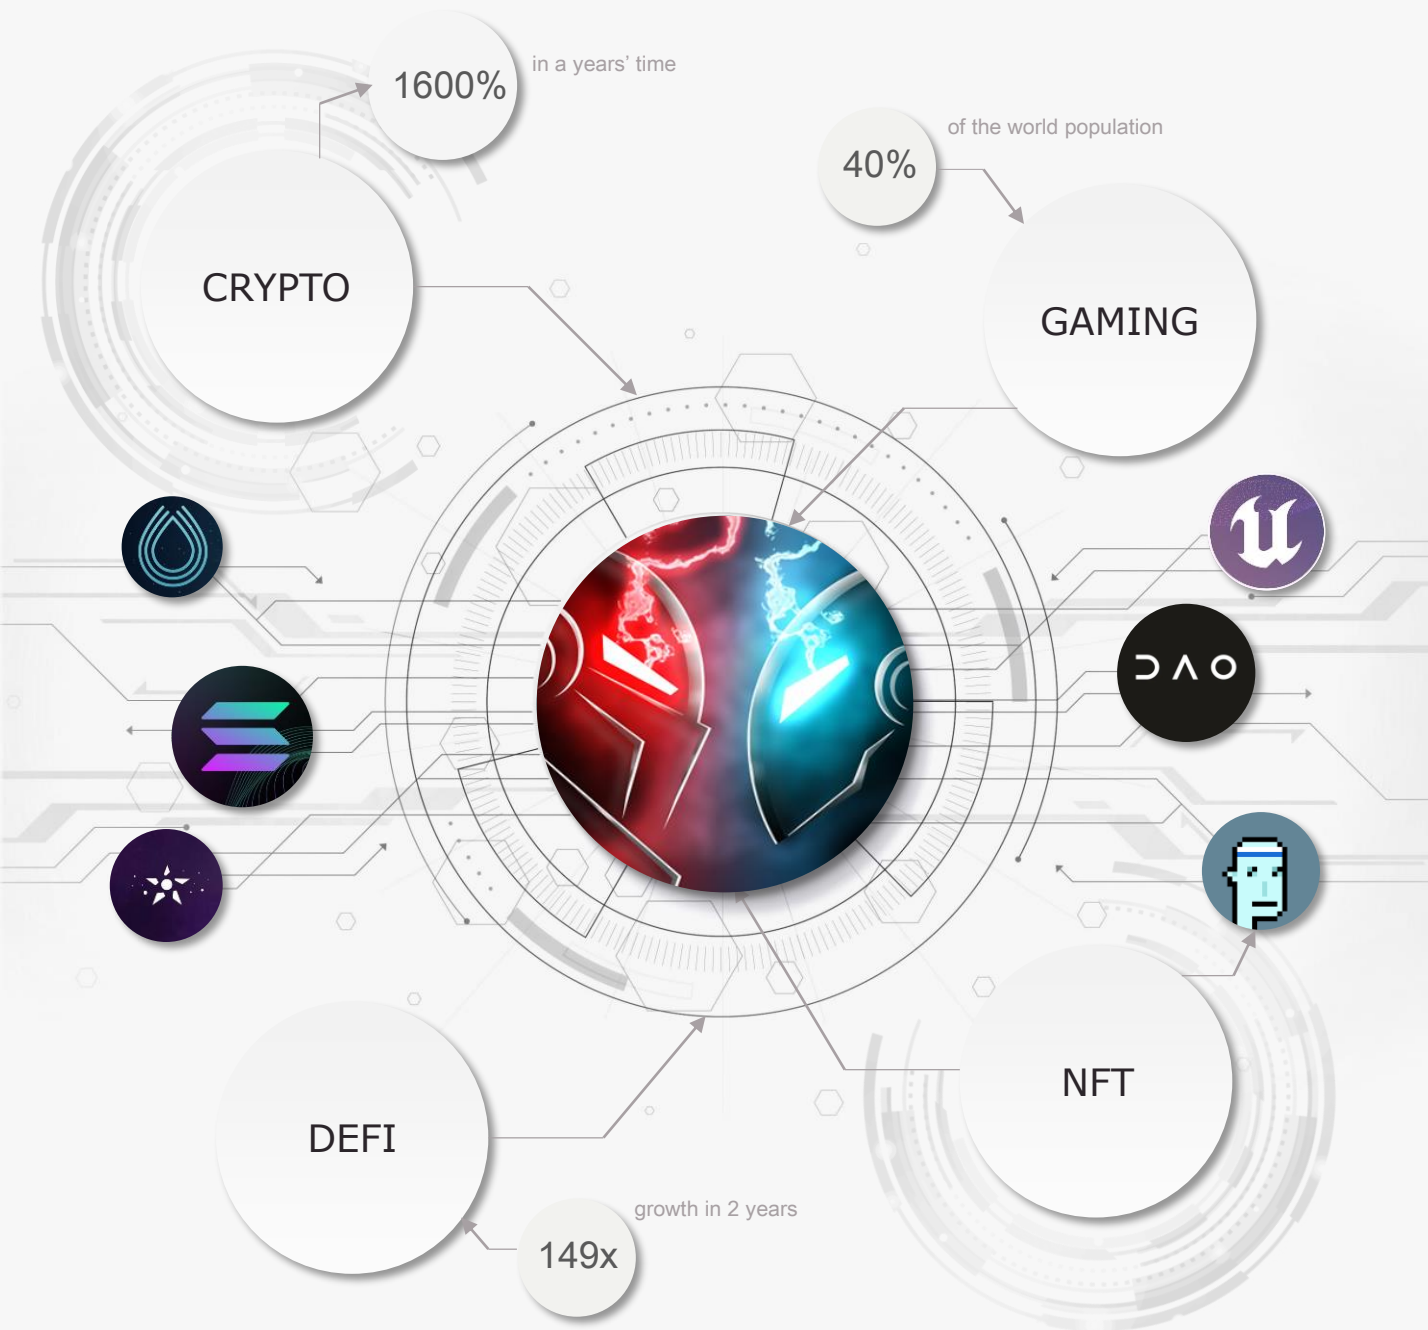 1600%
in a years’ time
40%
of the world population
CRYPTO
GAMING
DAO
NFT
DEFI
growth in 2 years
149x